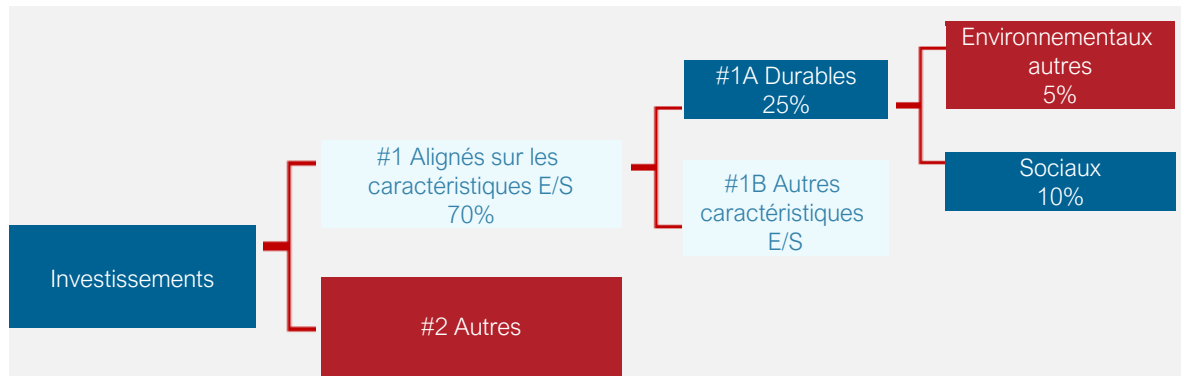 Investissements
#1 Alignés sur les
caractéristiques E/S
70%
#2 Autres
#1A Durables
25%
#1B Autres
caractéristiques
E/S
Environnementaux
autres
5%
Sociaux
10%